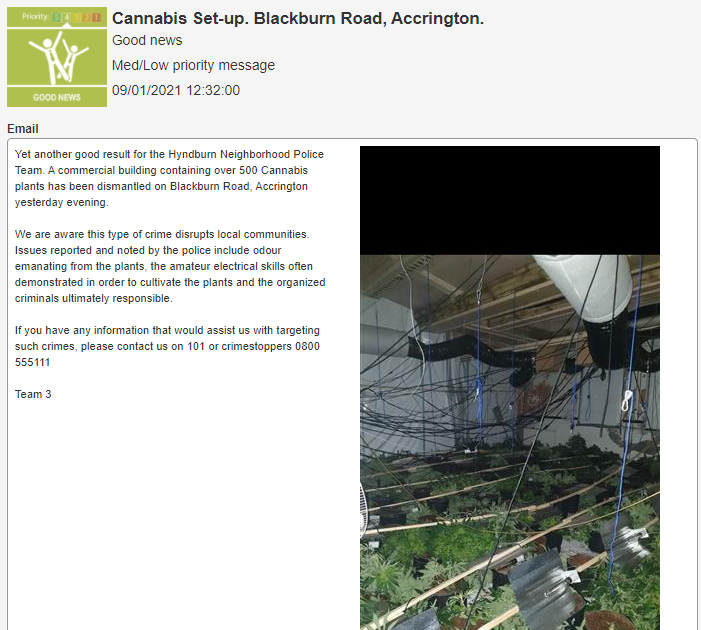 Priority: 5 4 3 2 1
GOOD NEWS
Cannabis Set-up. Blackburn Road, Accrington.
Good news
Med/Low priority message
09/01/2021 12:32:00
Email
Yet another good result for the Hyndburn Neighborhood Police
Team. A commercial building containing over 500 Cannabis
plants has been dismantled on Blackburn Road, Accrington
yesterday evening.
We are aware this type of crime disrupts local communities.
Issues reported and noted by the police include odour
emanating from the plants, the amateur electrical skills often
demonstrated in order to cultivate the plants and the organized
criminals ultimately responsible.
If you have any information that would assist us with targeting
such crimes, please contact us on 101 or crimestoppers 0800
555111
Team 3